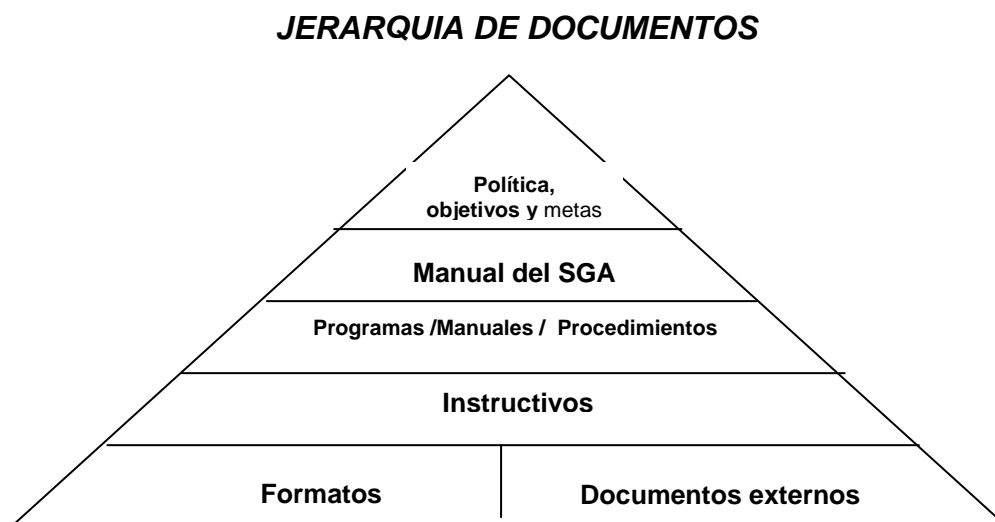 JERARQUIA DE DOCUMENTOS
Política,
objetivos y metas
Manual del SGA
Programas /Manuales / Procedimientos
Instructivos
Formatos
Documentos externos